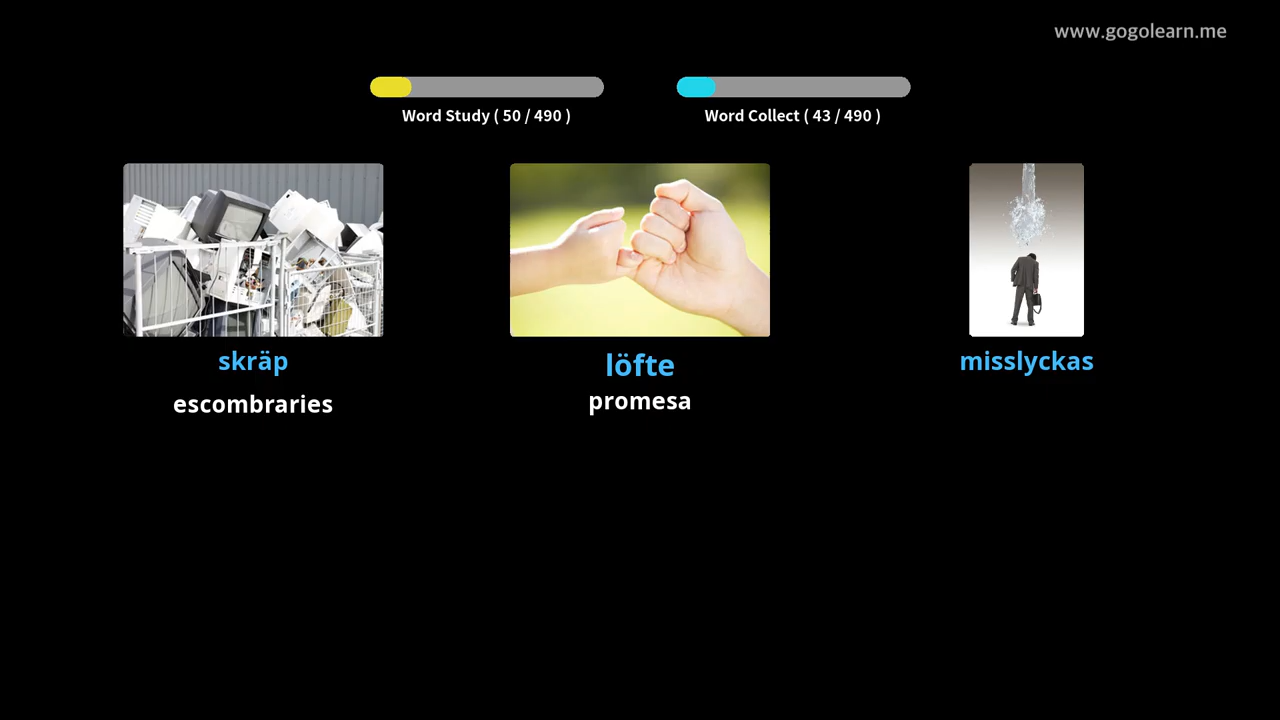 www.gogolearn.me
Word Study ( 50 / 490 )
Word Collect ( 43 / 490 )
skräp
löfte
misslyckas
escombraries
promesa